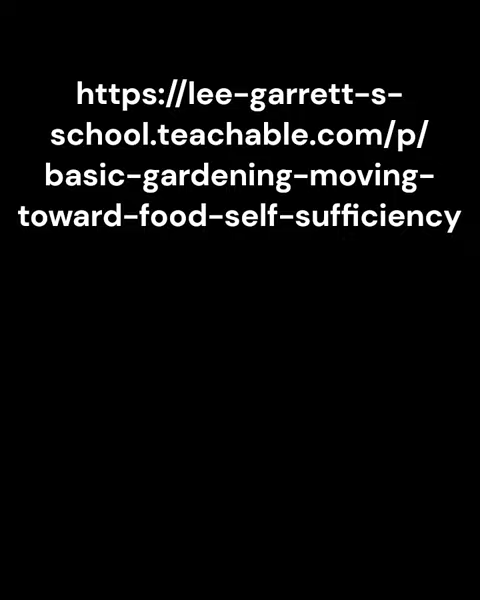 https://lee-garrett-s-
school.teachable.com/p/
basic-gardening-moving-
toward-food-self-sufficiency